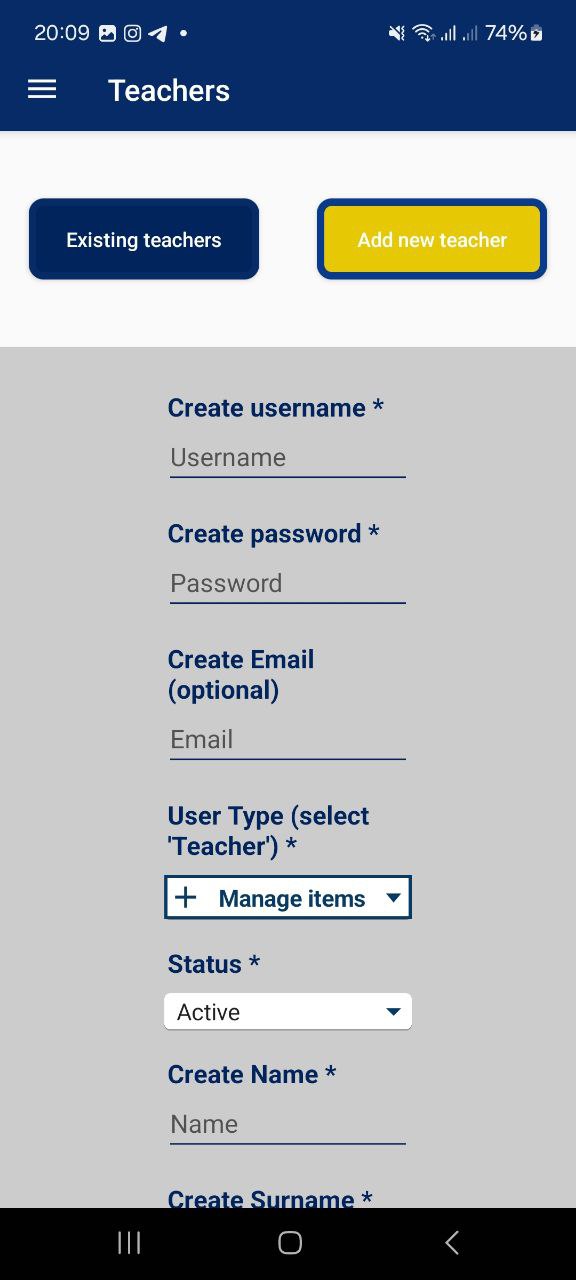 20:09 74%
Teachers
Existing teachers
Add new teacher
Create username *
Username
Create password *
Password
Create Email
(optional)
Email
User Type (select
'Teacher') *
+ Manage items
Status *
Active
Create Name *
Name
Create Surname *